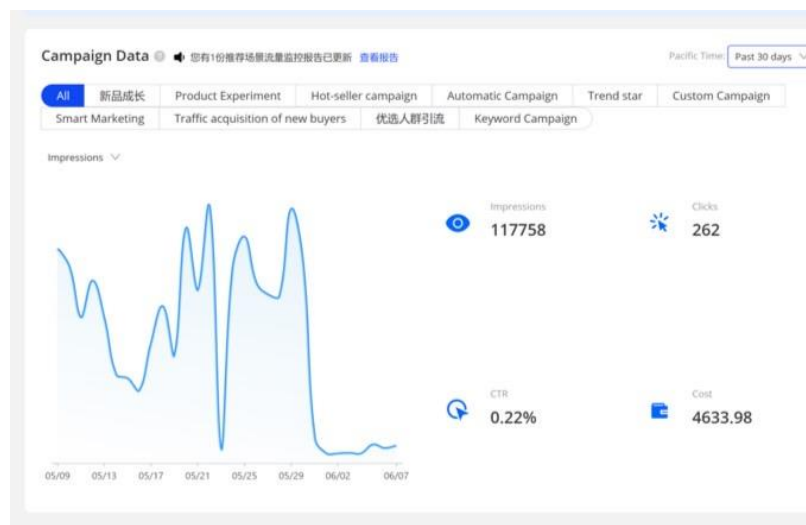 Campaign Data 您有1份推荐场景流量监控报告已更新 查看报告 Pacific Time: Past 30 days
All 新品成长 Product Experiment Hot-seller campaign Automatic Campaign Trend star Custom Campaign
Smart Marketing Traffic acquisition of new buyers 优选人群引流 Keyword Campaign
Impressions
Impressions Clicks
117758 262
CTR Cost
0.22% 4633.98
05/09 05/13 05/17 05/21 05/25 05/29 06/02 06/07